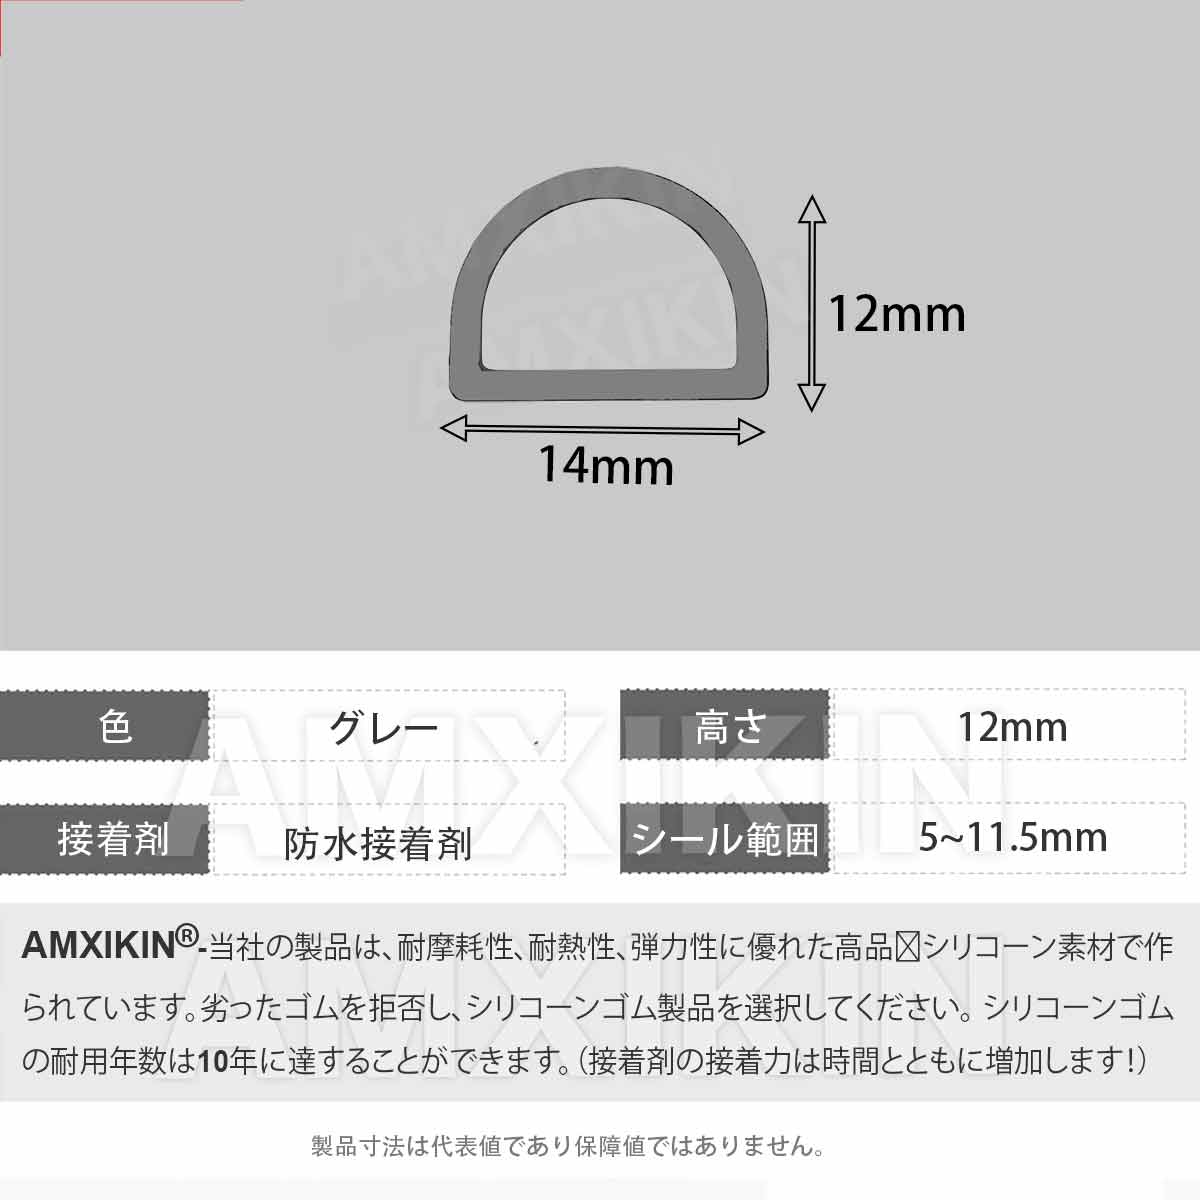 AMXIKIN
AMXIKIN
12mm
14mm
色
グレー
高さ
12mm
接着剤
防水接着剤
シール範囲
5~11.5mm
AMXIKIN
AMXIKIN®-当社の製品は、耐摩耗性、耐熱性、弾力性に優れた高品☒シリコーン素材で作
られています。劣ったゴムを拒否し、シリコーンゴム製品を選択してください。 シリコーンゴム
の耐用年数は10年に達することができます。（接着剤の接着力は時間とともに増加します！）
AMXIKIN
製品寸法は代表値であり保障値ではありません。